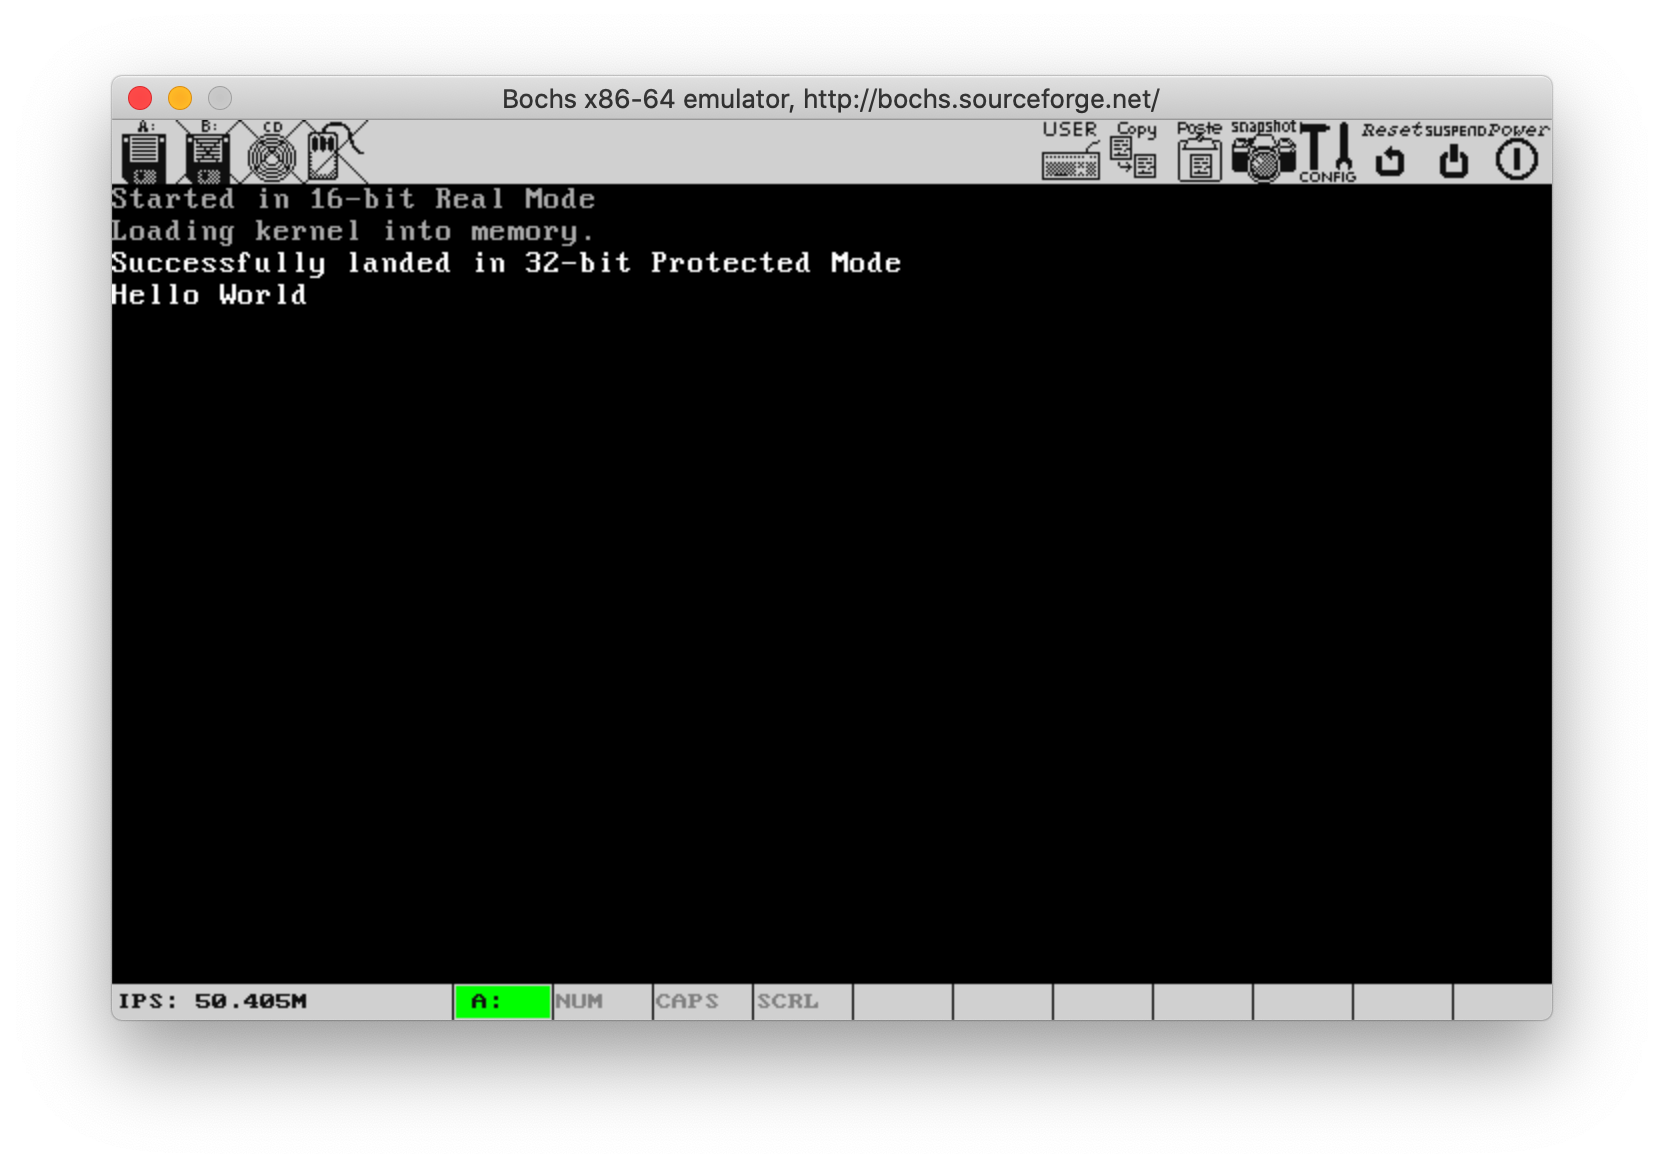 Bochs x86-64 emulator, http://bochs.sourceforge.net/
A: B: CD USER Copy Paste snapshot CONFIG Reset SUSPEND Power
Started in 16-bit Real Mode
Loading kernel into memory.
Successfully landed in 32-bit Protected Mode
Hello World
IPS: 50.405M A: NUM CAPS SCRL